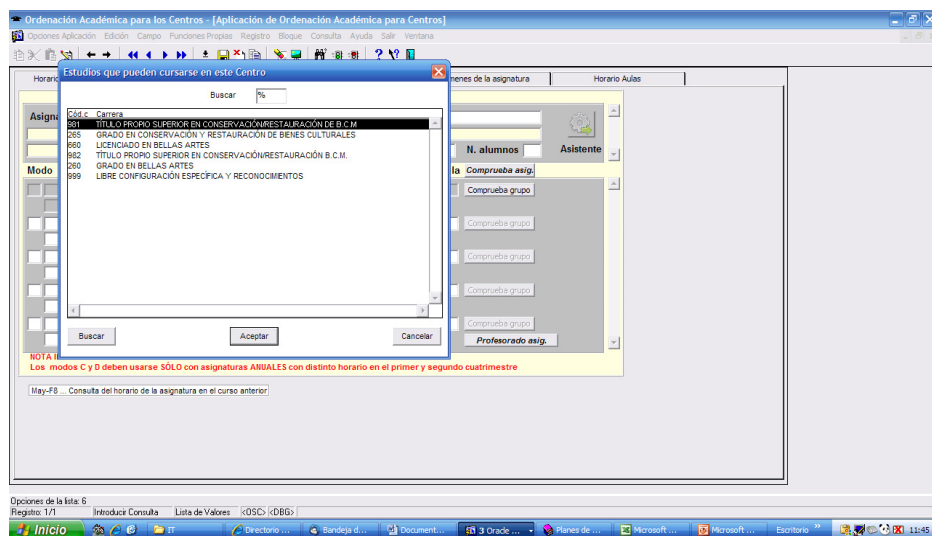 Ordenación Académica para los Centros - [Aplicación de Ordenación Académica para Centros]
Opciones Aplicación Edición Campo Funciones Propias Registro Bloque Consulta Ayuda Salir Ventana
Horario
menes de la asignatura
Horario Aulas
Estudios que pueden cursarse en este Centro
Buscar %
Cód.c Carrera
981 TÍTULO PROPIO SUPERIOR EN CONSERVACIÓN/RESTAURACIÓN DE B.C.M
265 GRADO EN CONSERVACIÓN Y RESTAURACIÓN DE BIENES CULTURALES
660 LICENCIADO EN BELLAS ARTES
982 TÍTULO PROPIO SUPERIOR EN CONSERVACIÓN/RESTAURACIÓN B.C.M.
260 GRADO EN BELLAS ARTES
999 LIBRE CONFIGURACIÓN ESPECÍFICA Y RECONOCIMIENTOS
Buscar Aceptar Cancelar
Asigna
N. alumnos Asistente
Modo
la Comprueba asig.
Comprueba grupo
Comprueba grupo
Comprueba grupo
Comprueba grupo
Comprueba grupo
Profesorado asig.
NOTA
Los modos C y D deben usarse SÓLO con asignaturas ANUALES con distinto horario en el primer y segundo cuatrimestre
May-F8 ... Consulta del horario de la asignatura en el curso anterior
Opciones de la lista: 6
Registro: 1/1 Introducir Consulta Lista de Valores <OSC> <DBG>
Inicio IT Directorio ... Bandeja d... Document... 3 Oracle ... Planes de ... Microsoft ... Microsoft ... Escritorio » 11:45